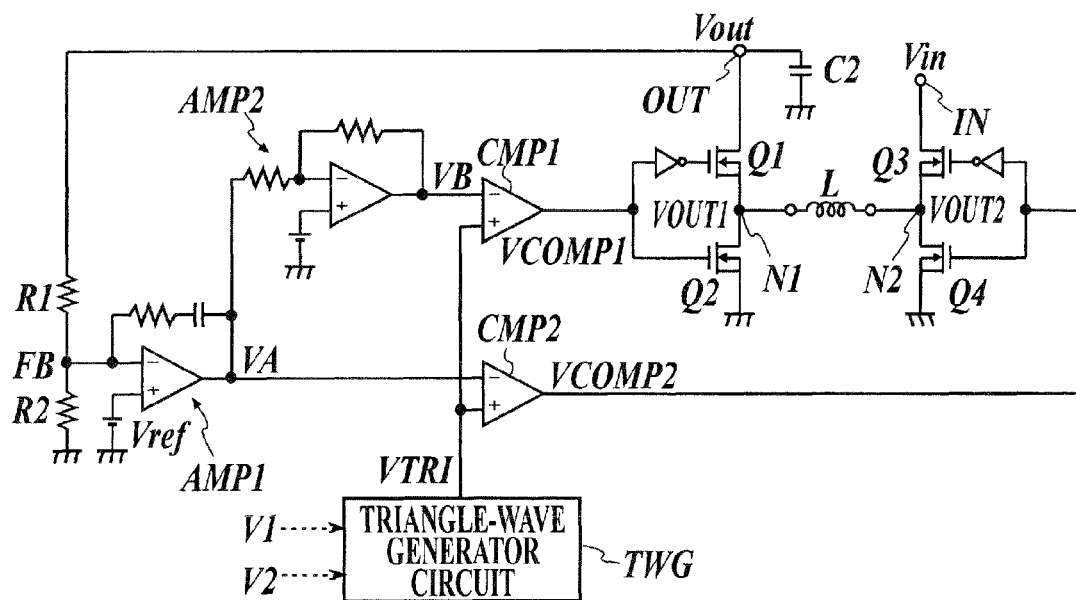 Vout
C2
OUT
Vin
IN
AMP2
CMP1
Q1
Q3
VB
−
+
−
+
VOUT1
L
VOUT2
VCOMP1
N1
N2
Q2
Q4
R1
CMP2
FB
VA
−
+
−
+
VCOMP2
R2
Vref
AMP1
VTRI
V1
V2
TRIANGLE-WAVE
GENERATOR
CIRCUIT
TWG